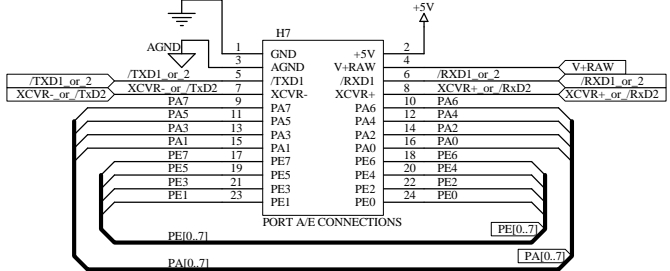 +5V
H7
AGND 1 GND +5V 2
3 AGND V+RAW 4 V+RAW
/TXD1_or_2 /TXD1_or_2 5 /TXD1 /RXD1 6 /RXD1_or_2 /RXD1_or_2
XCVR-_or_/TxD2 XCVR-_or_/TxD2 7 XCVR- XCVR+ 8 XCVR+_or_/RxD2 XCVR+_or_/RxD2
PA7 9 PA7 PA6 10 PA6
PA5 11 PA5 PA4 12 PA4
PA3 13 PA3 PA2 14 PA2
PA1 15 PA1 PA0 16 PA0
PE7 17 PE7 PE6 18 PE6
PE5 19 PE5 PE4 20 PE4
PE3 21 PE3 PE2 22 PE2
PE1 23 PE1 PE0 24 PE0
PORT A/E CONNECTIONS
PE[0..7] PE[0..7]
PA[0..7] PA[0..7]